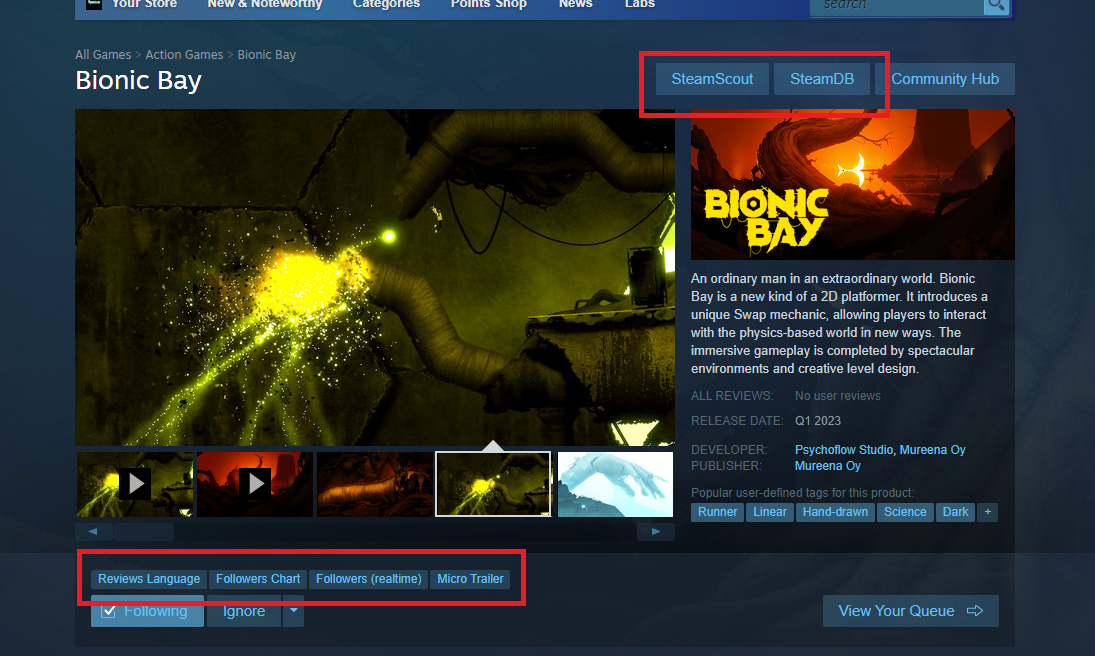 Your Store New & Noteworthy Categories Points Shop News Labs search
All Games > Action Games > Bionic Bay
Bionic Bay
SteamScout SteamDB Community Hub
BIONIC
BAY
An ordinary man in an extraordinary world. Bionic
Bay is a new kind of a 2D platformer. It introduces a
unique Swap mechanic, allowing players to interact
with the physics-based world in new ways. The
immersive gameplay is completed by spectacular
environments and creative level design.
ALL REVIEWS: No user reviews
RELEASE DATE: Q1 2023
DEVELOPER: Psychoflow Studio, Mureena Oy
PUBLISHER: Mureena Oy
Popular user-defined tags for this product:
Runner Linear Hand-drawn Science Dark +
Reviews Language Followers Chart Followers (realtime) Micro Trailer
Following Ignore View Your Queue